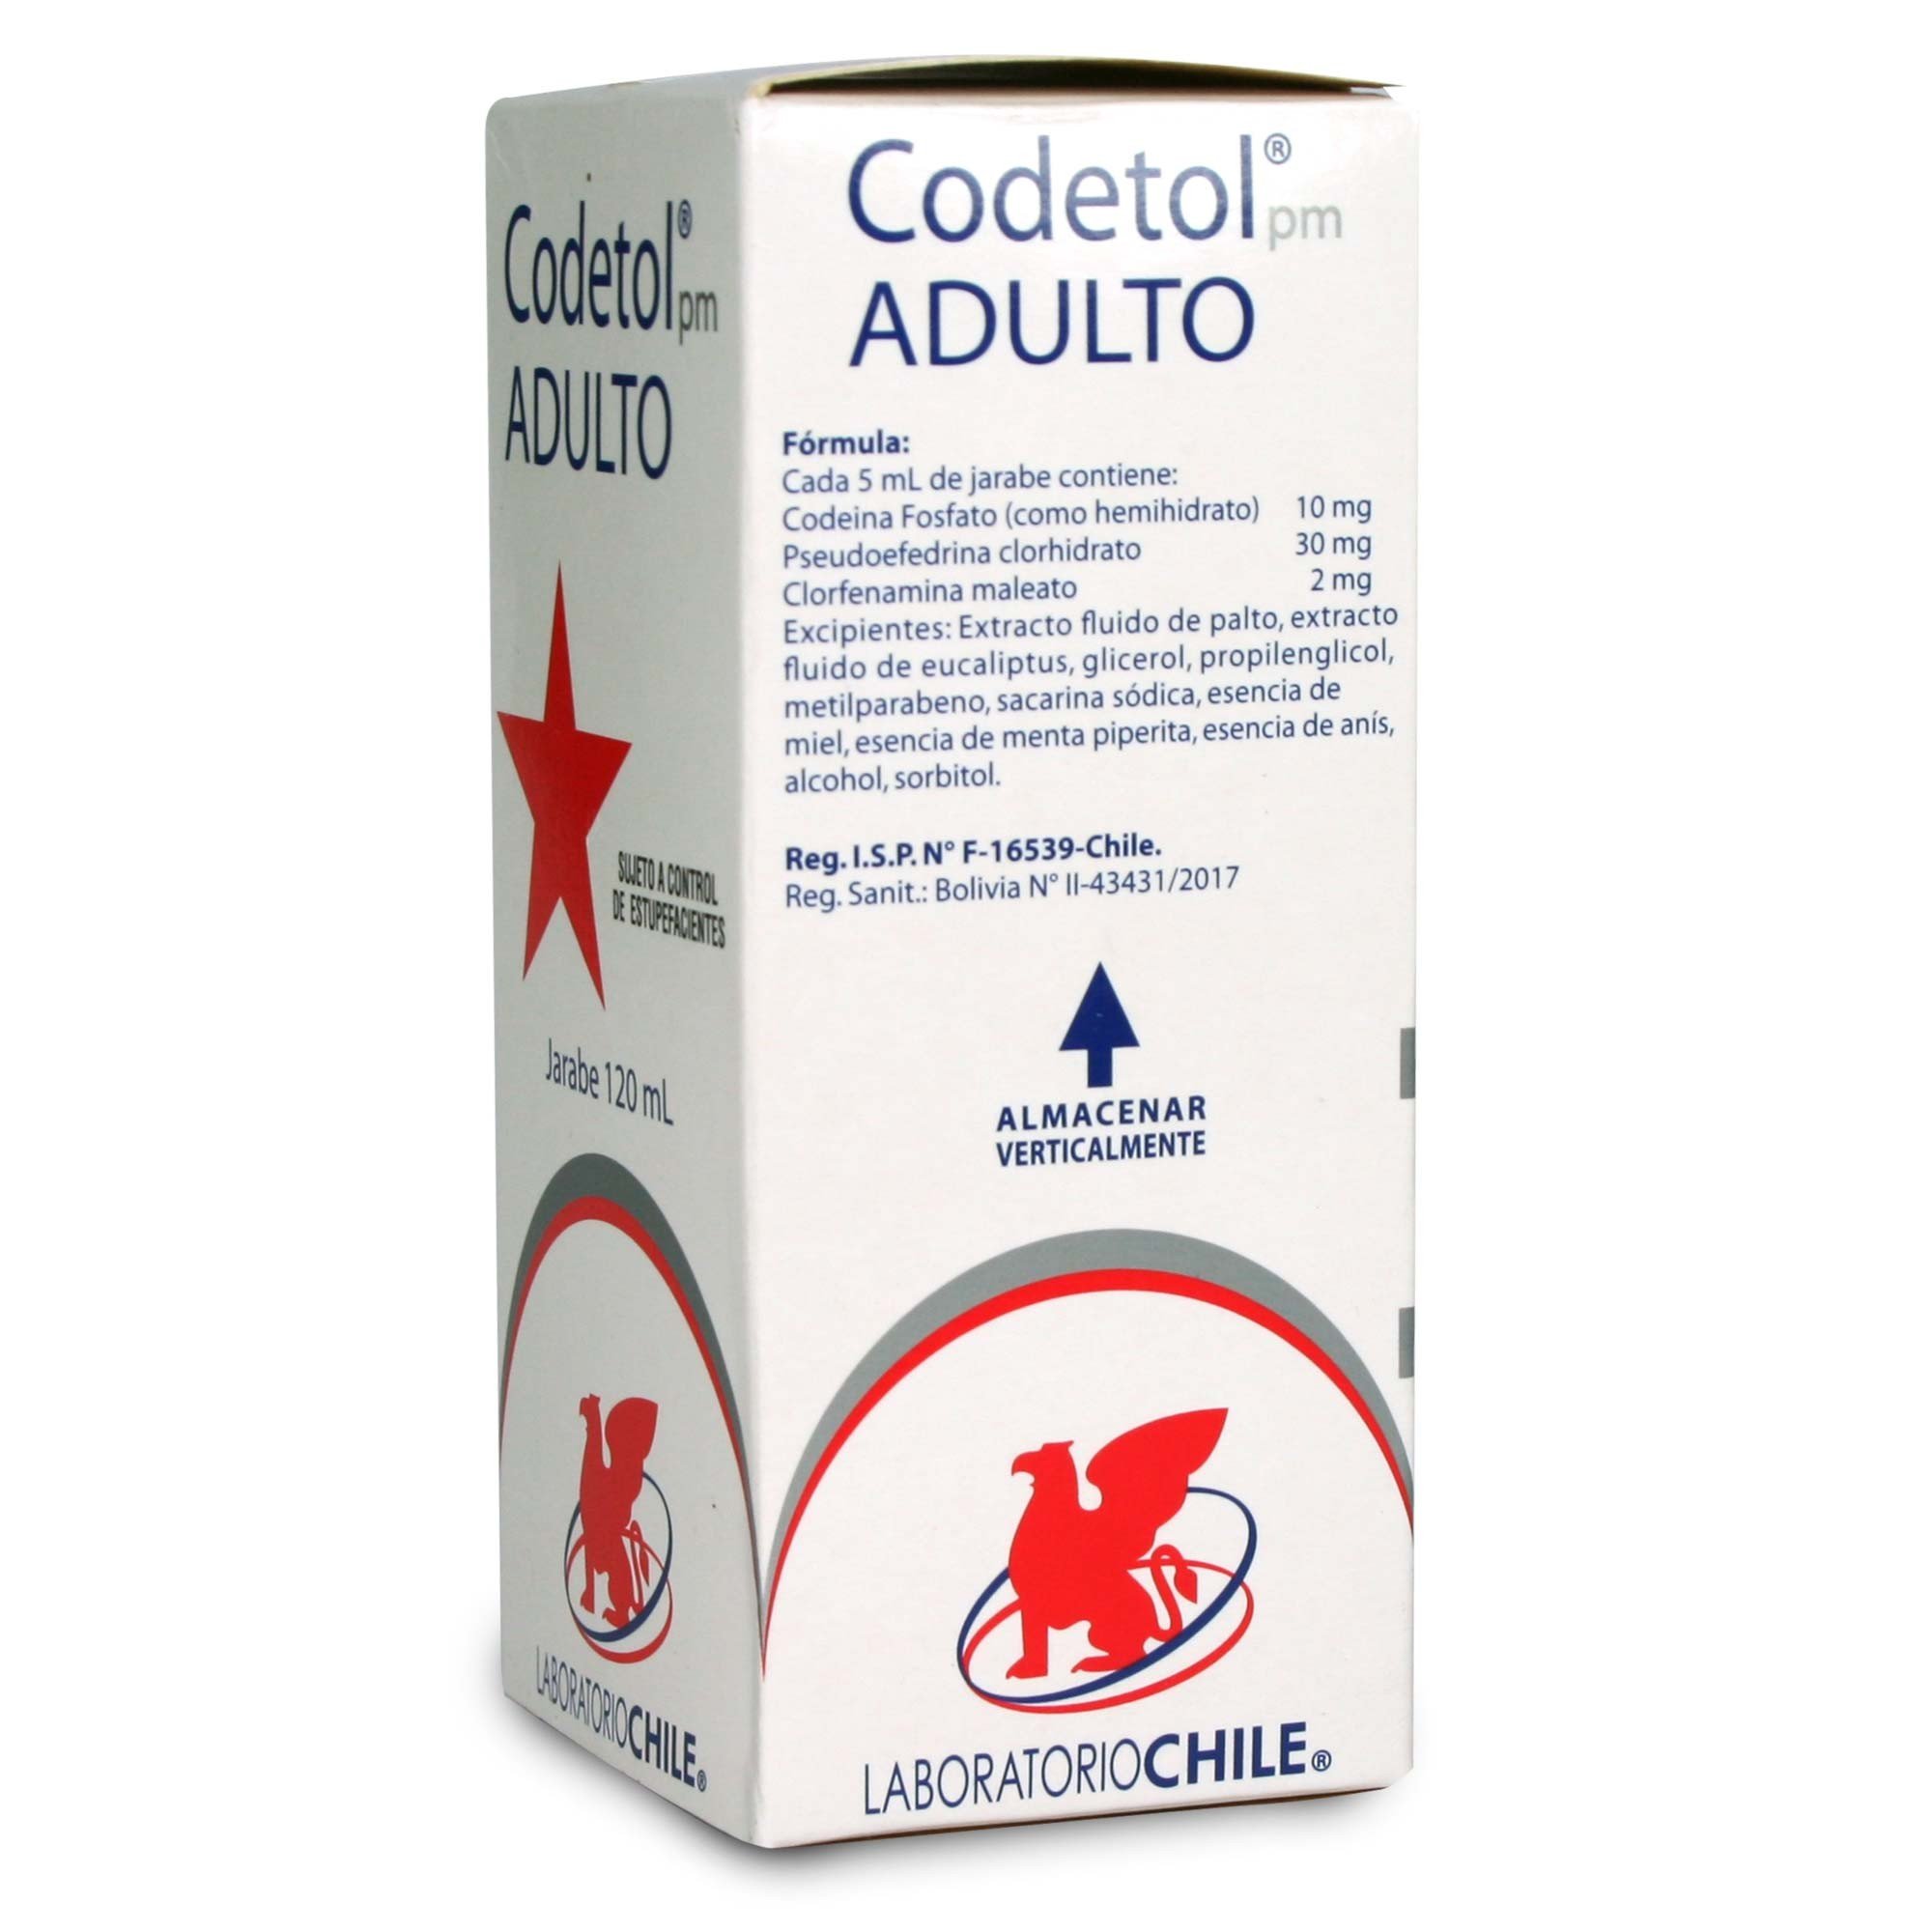 Codetol® pm
ADULTO
SUJETO A CONTROL
DE ESTUPEFACIENTES
Jarabe 120 mL
LABORATORIOCHILE®
Codetol® pm
ADULTO
Fórmula:
Cada 5 mL de jarabe contiene:
Codeina Fosfato (como hemihidrato) 10 mg
Pseudoefedrina clorhidrato 30 mg
Clorfenamina maleato 2 mg
Excipientes: Extracto fluido de palto, extracto
fluido de eucaliptus, glicerol, propilenglicol,
metilparabeno, sacarina sódica, esencia de
miel, esencia de menta piperita, esencia de anís,
alcohol, sorbitol.
Reg. I.S.P. N° F-16539-Chile.
Reg. Sanit.: Bolivia N° II-43431/2017
ALMACENAR
VERTICALMENTE
LABORATORIOCHILE®